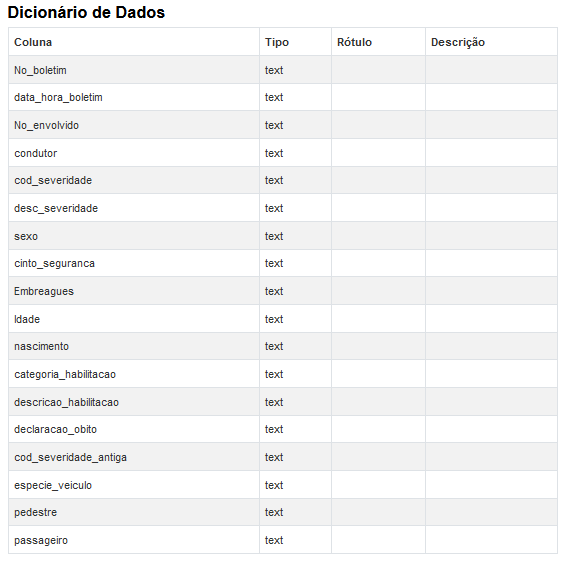 Dicionário de Dados
Coluna Tipo Rótulo Descrição
No_boletim text
data_hora_boletim text
No_envolvido text
condutor text
cod_severidade text
desc_severidade text
sexo text
cinto_seguranca text
Embreagues text
Idade text
nascimento text
categoria_habilitacao text
descricao_habilitacao text
declaracao_obito text
cod_severidade_antiga text
especie_veiculo text
pedestre text
passageiro text